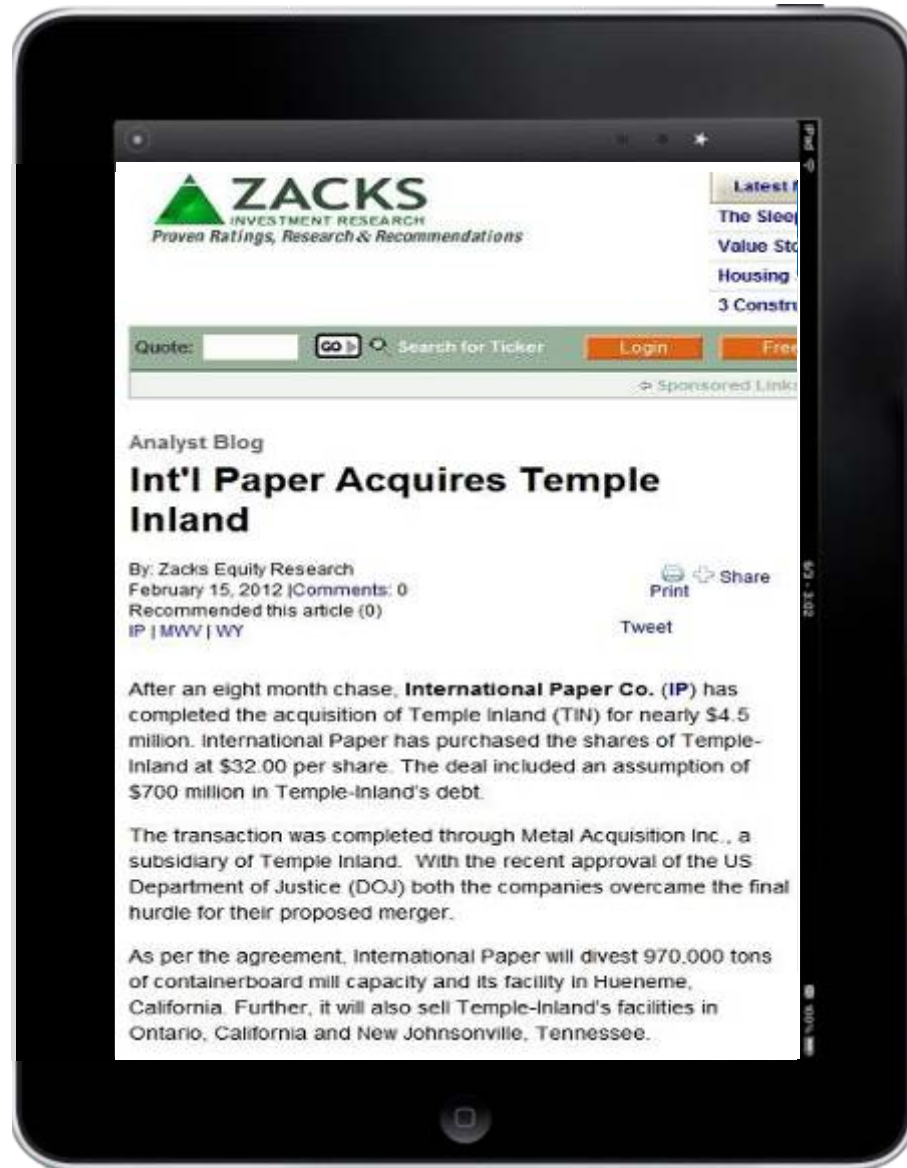 iPad
ZACKS
INVESTMENT RESEARCH
Proven Ratings, Research & Recommendations
Latest
The Sleep
Value Sto
Housing
3 Constru
Quote:
GO
Search for Ticker
Login
Free
Sponsored Links
Analyst Blog
Int'l Paper Acquires Temple
Inland
By: Zacks Equity Research
February 15, 2012 |Comments: 0
Recommended this article (0)
IP | MWV | WY
Print
Share
Tweet
After an eight month chase, International Paper Co. (IP) has
completed the acquisition of Temple Inland (TIN) for nearly $4.5
million. International Paper has purchased the shares of Temple-
Inland at $32.00 per share. The deal included an assumption of
$700 million in Temple-Inland's debt.
The transaction was completed through Metal Acquisition Inc., a
subsidiary of Temple Inland. With the recent approval of the US
Department of Justice (DOJ) both the companies overcame the final
hurdle for their proposed merger.
As per the agreement, International Paper will divest 970,000 tons
of containerboard mill capacity and its facility in Hueneme,
California. Further, it will also sell Temple-Inland's facilities in
Ontario, California and New Johnsonville, Tennessee.
100%